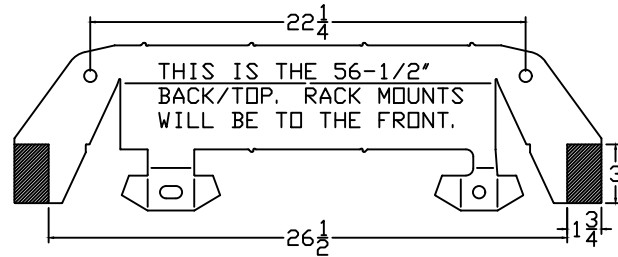 22 1/4
THIS IS THE 56-1/2"
BACK/TOP. RACK MOUNTS
WILL BE TO THE FRONT.
3
1 3/4
26 1/2